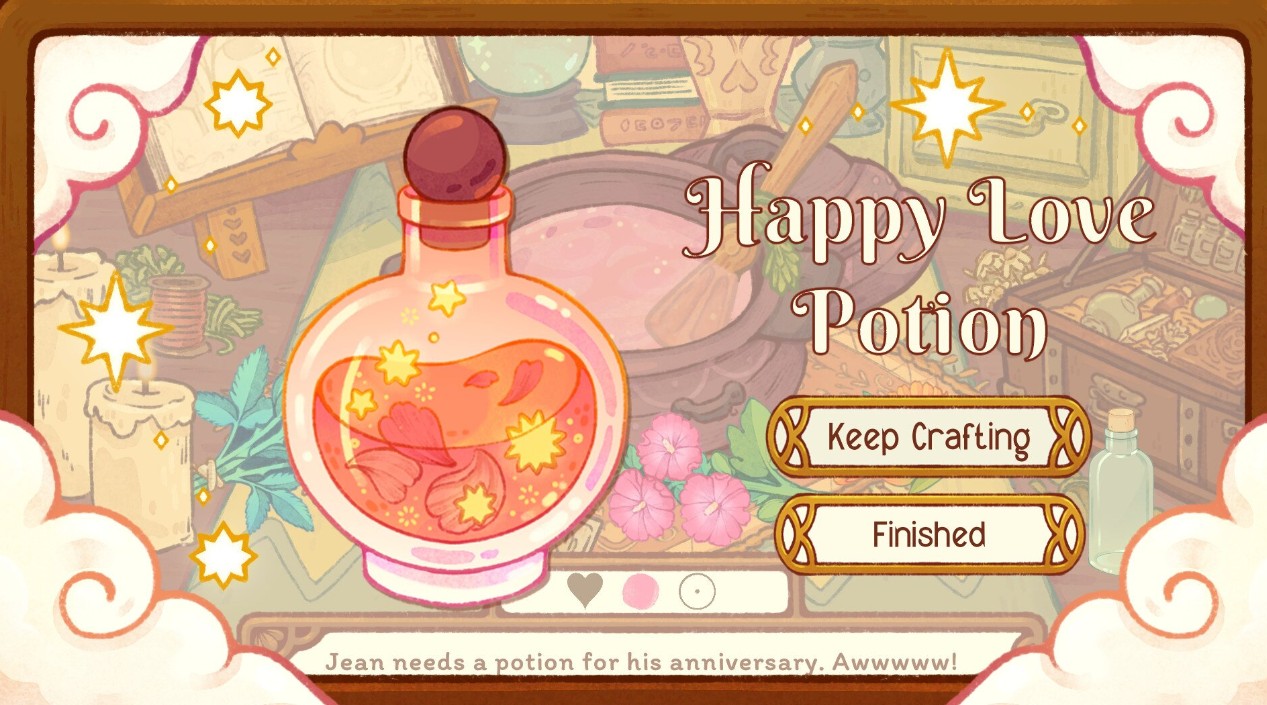 Happy Love
Potion
Keep Crafting
Finished
Jean needs a potion for his anniversary. Awwwww!